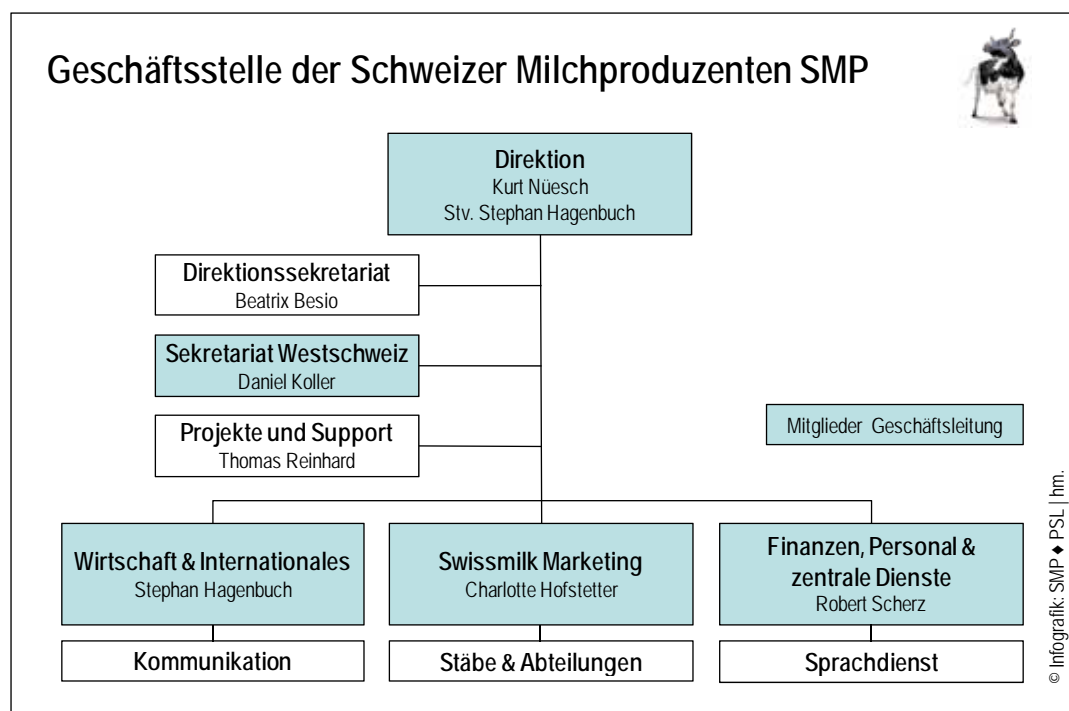 Geschäftsstelle der Schweizer Milchproduzenten SMP
Direktion
Kurt Nüesch
Stv. Stephan Hagenbuch
Direktionssekretariat
Beatrix Besio
Sekretariat Westschweiz
Daniel Koller
Projekte und Support
Thomas Reinhard
Mitglieder Geschäftsleitung
Wirtschaft & Internationales
Stephan Hagenbuch
Swissmilk Marketing
Charlotte Hofstetter
Finanzen, Personal &
zentrale Dienste
Robert Scherz
Kommunikation
Stäbe & Abteilungen
Sprachdienst
© Infografik: SMP ♦ PSL | hm.